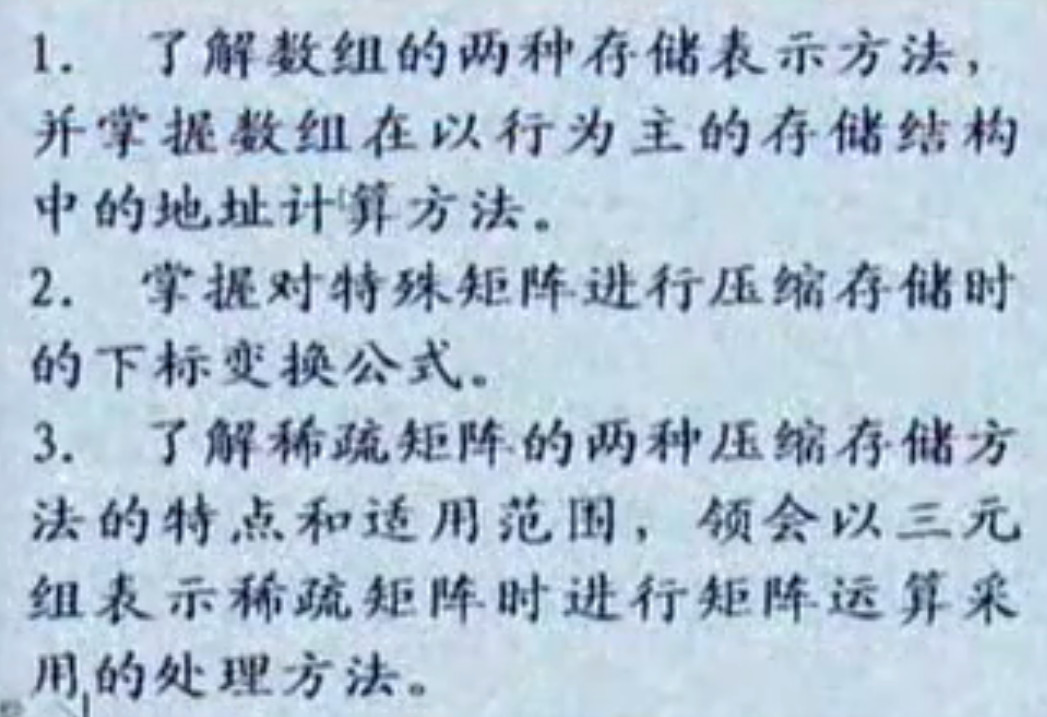 1. 了解数组的两种存储表示方法，
并掌握数组在以行为主的存储结构
中的地址计算方法。
2. 掌握对特殊矩阵进行压缩存储时
的下标变换公式。
3. 了解稀疏矩阵的两种压缩存储方
法的特点和适用范围，领会以三元
组表示稀疏矩阵时进行矩阵运算采
用的处理方法。